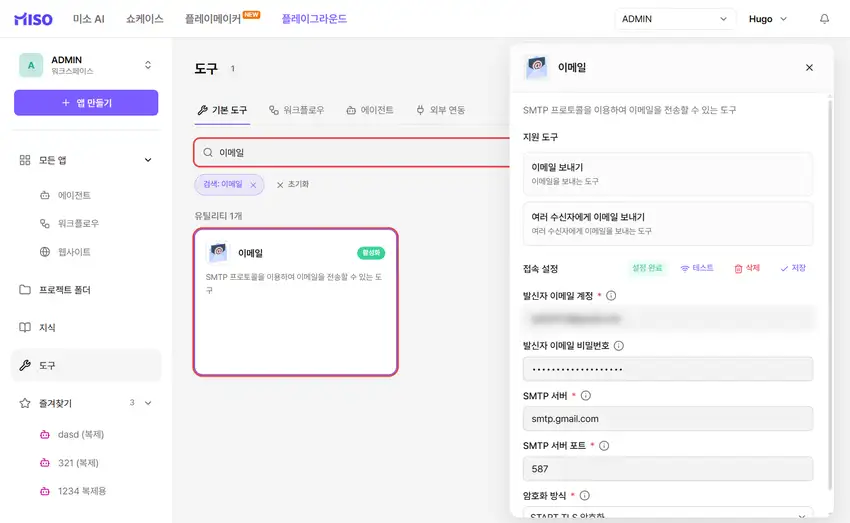 MISO
미소 AI
쇼케이스
플레이메이커 NEW
플레이그라운드
ADMIN
Hugo
A
ADMIN
워크스페이스
+ 앱 만들기
모든 앱
에이전트
워크플로우
웹사이트
프로젝트 폴더
지식
도구
즐겨찾기 3
dasd (복제)
321 (복제)
1234 복제용
도구 1
기본 도구
워크플로우
에이전트
외부 연동
이메일
검색: 이메일 ×
× 초기화
유틸리티 1개
이메일
활성화
SMTP 프로토콜을 이용하여 이메일을 전송할 수 있는 도
구
이메일
SMTP 프로토콜을 이용하여 이메일을 전송할 수 있는 도구
지원 도구
이메일 보내기
이메일을 보내는 도구
여러 수신자에게 이메일 보내기
여러 수신자에게 이메일을 보내는 도구
접속 설정
설정 완료
테스트
삭제
저장
발신자 이메일 계정 *
발신자 이메일 비밀번호
••••••••••••••••••
SMTP 서버 *
smtp.gmail.com
SMTP 서버 포트 *
587
암호화 방식 *
START TLS 암호화